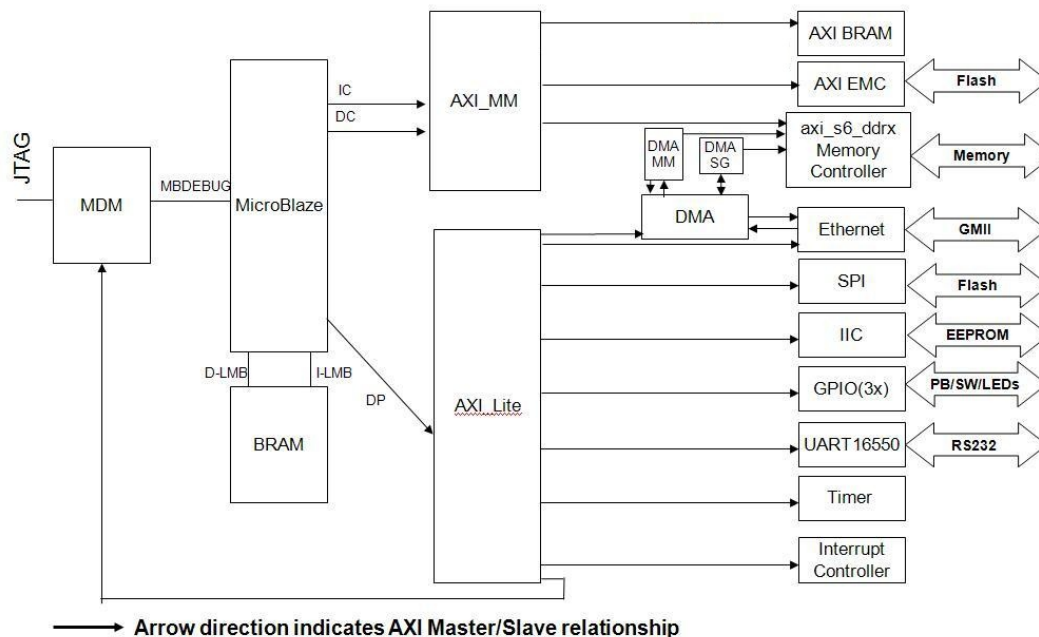 JTAG
MDM
MBDEBUG
MicroBlaze
IC
DC
AXI_MM
D-LMB
I-LMB
BRAM
DP
AXI_Lite
DMA
MM
DMA
SG
DMA
AXI BRAM
AXI EMC
Flash
axi_s6_ddrx
Memory
Controller
Memory
Ethernet
GMII
SPI
Flash
IIC
EEPROM
GPIO(3x)
PB/SW/LEDs
UART16550
RS232
Timer
Interrupt
Controller
Arrow direction indicates AXI Master/Slave relationship